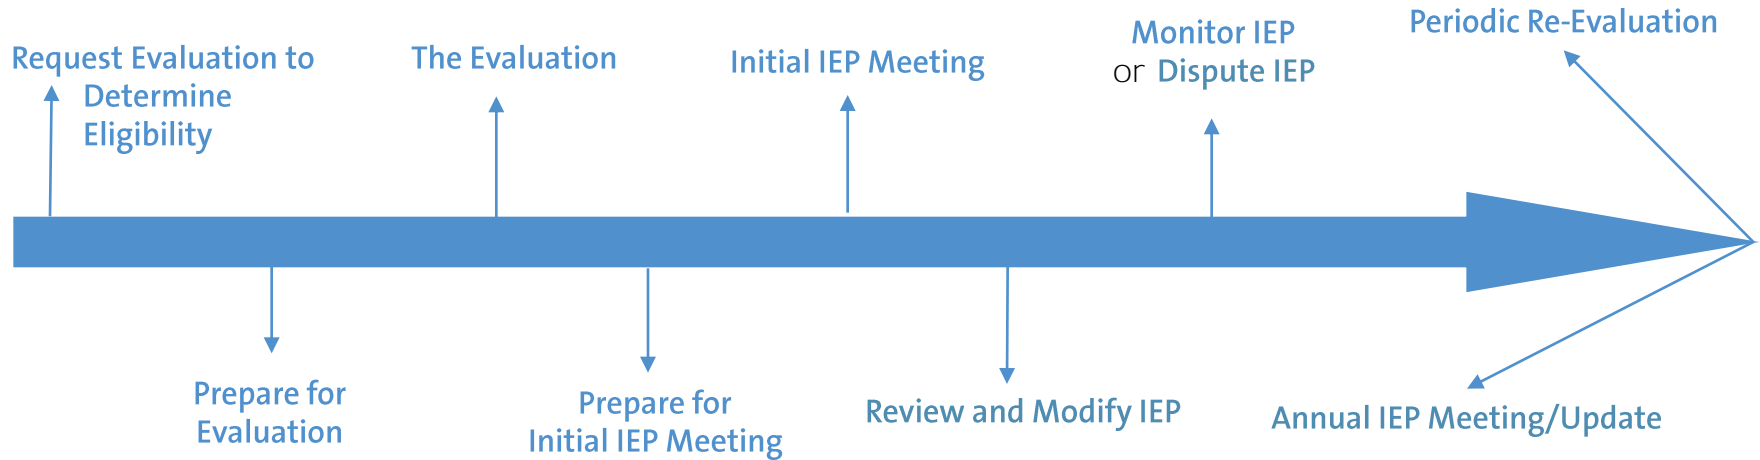 Request Evaluation to
Determine
Eligibility
The Evaluation
Initial IEP Meeting
Monitor IEP
or Dispute IEP
Periodic Re-Evaluation
Prepare for
Evaluation
Prepare for
Initial IEP Meeting
Review and Modify IEP
Annual IEP Meeting/Update